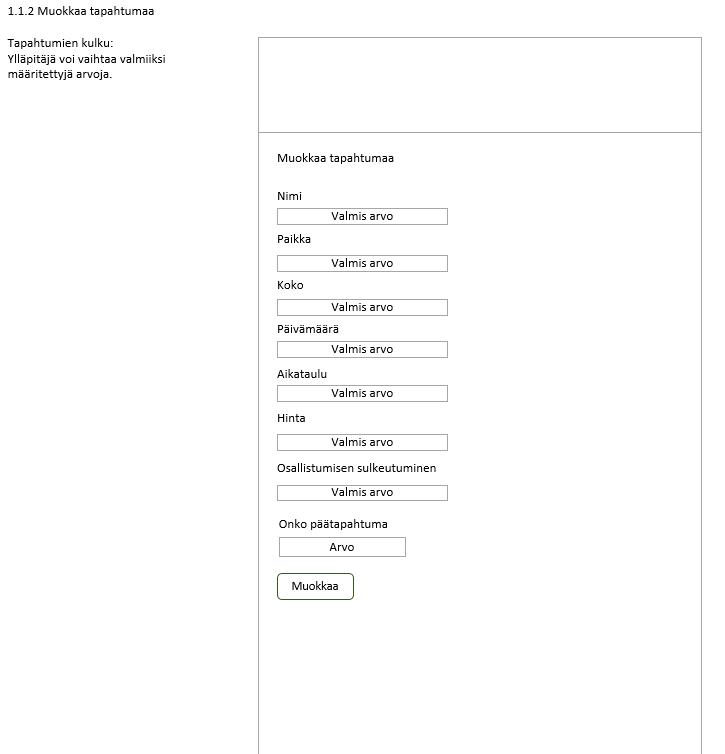 1.1.2 Muokkaa tapahtumaa
Tapahtumien kulku:
Ylläpitäjä voi vaihtaa valmiiksi
määritettyjä arvoja.
Muokkaa tapahtumaa
Nimi
Valmis arvo
Paikka
Valmis arvo
Koko
Valmis arvo
Päivämäärä
Valmis arvo
Aikataulu
Valmis arvo
Hinta
Valmis arvo
Osallistumisen sulkeutuminen
Valmis arvo
Onko päätapahtuma
Arvo
Muokkaa